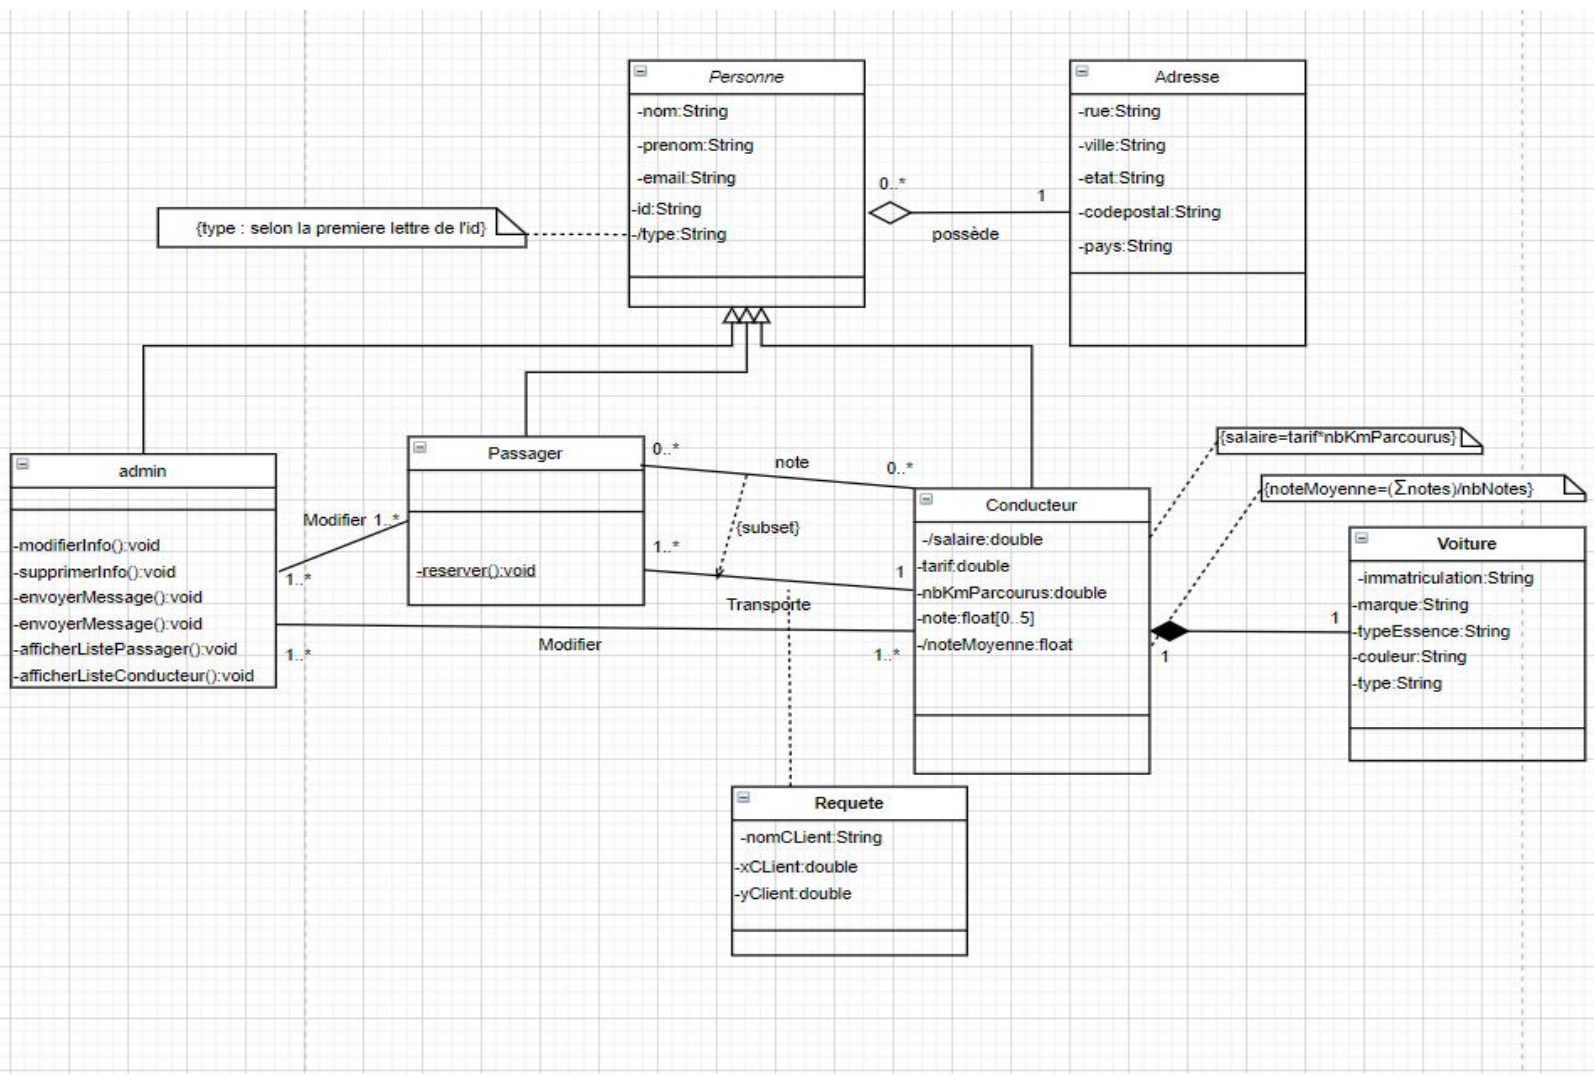 Personne
-nom:String
-prenom:String
-email:String
-id:String
-/type:String
Adresse
-rue:String
-ville:String
-etat:String
-codepostal:String
-pays:String
0..*
1
possède
{type : selon la premiere lettre de l'id}
admin
-modifierInfo():void
-supprimerInfo():void
-envoyerMessage():void
-envoyerMessage():void
-afficherListePassager():void
-afficherListeConducteur():void
Modifier 1..*
1..*
Passager
-reserver():void
0..*
note
0..*
{subset}
1..*
1
Transporte
1..*
Modifier
1..*
Conducteur
-/salaire:double
-tarif:double
-nbKmParcourus:double
-note:float[0..5]
-/noteMoyenne:float
{salaire=tarif*nbKmParcourus}
{noteMoyenne=(Σnotes)/nbNotes}
1
1
Voiture
-immatriculation:String
-marque:String
-typeEssence:String
-couleur:String
-type:String
Requete
-nomCLient:String
-xCLient:double
-yClient:double